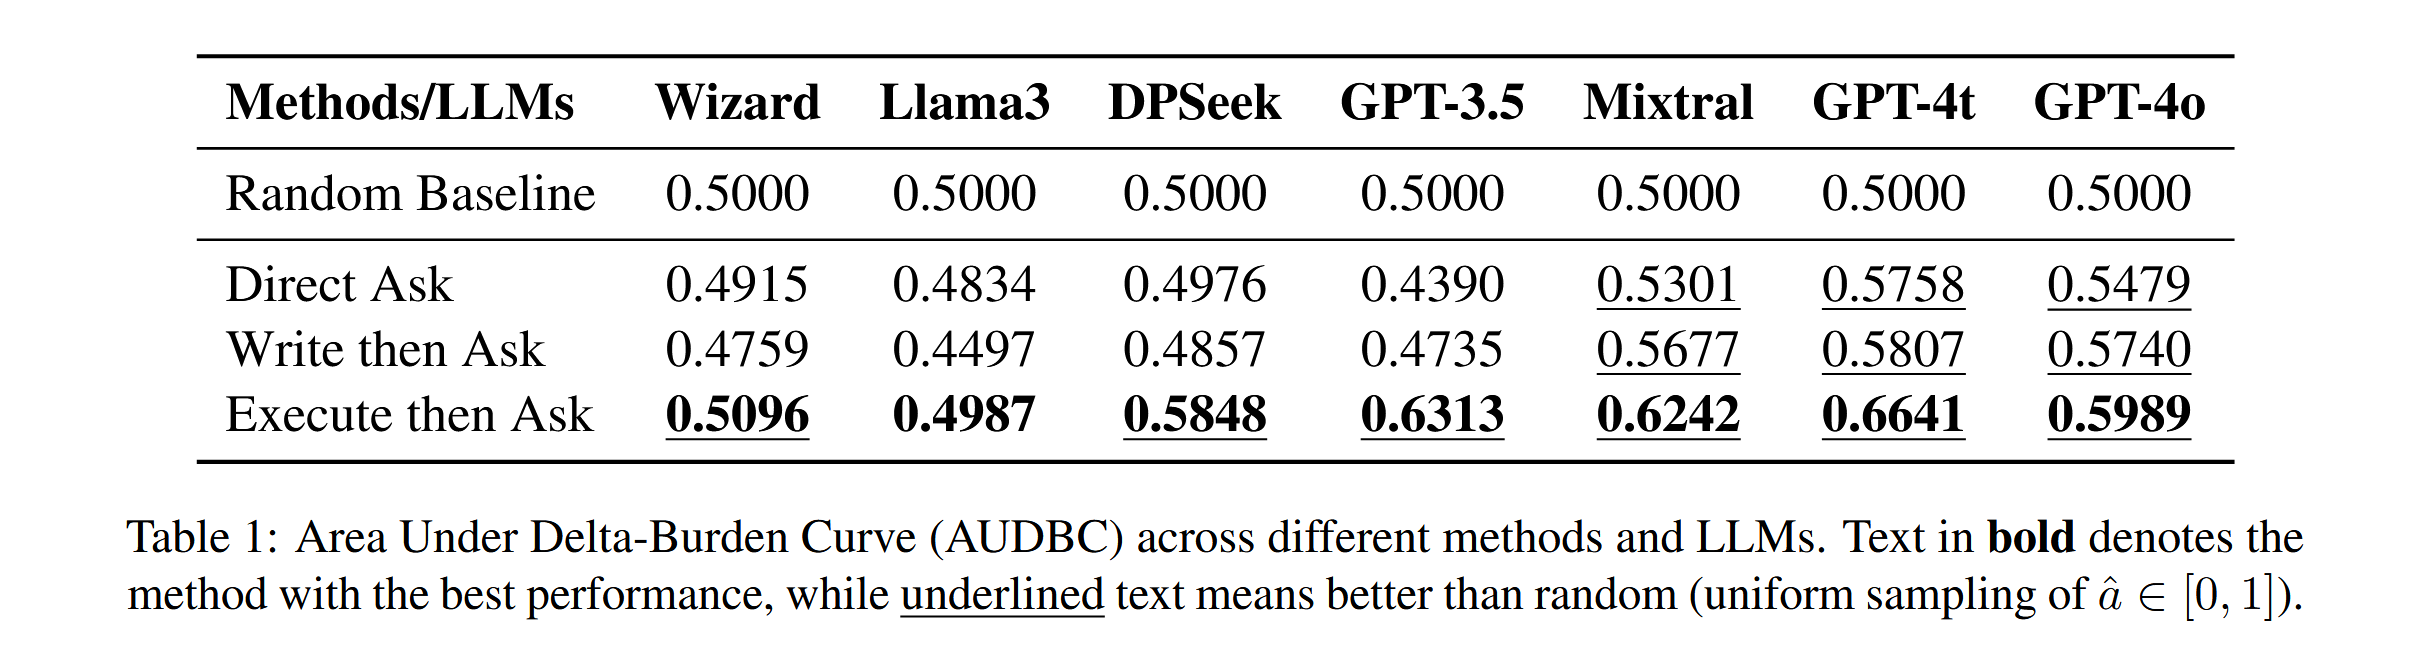 Methods/LLMs Wizard Llama3 DPSeek GPT-3.5 Mixtral GPT-4t GPT-4o
Random Baseline 0.5000 0.5000 0.5000 0.5000 0.5000 0.5000 0.5000
Direct Ask 0.4915 0.4834 0.4976 0.4390 0.5301 0.5758 0.5479
Write then Ask 0.4759 0.4497 0.4857 0.4735 0.5677 0.5807 0.5740
Execute then Ask 0.5096 0.4987 0.5848 0.6313 0.6242 0.6641 0.5989
Table 1: Area Under Delta-Burden Curve (AUDBC) across different methods and LLMs. Text in bold denotes the
method with the best performance, while underlined text means better than random (uniform sampling of â ∈ [0, 1]).